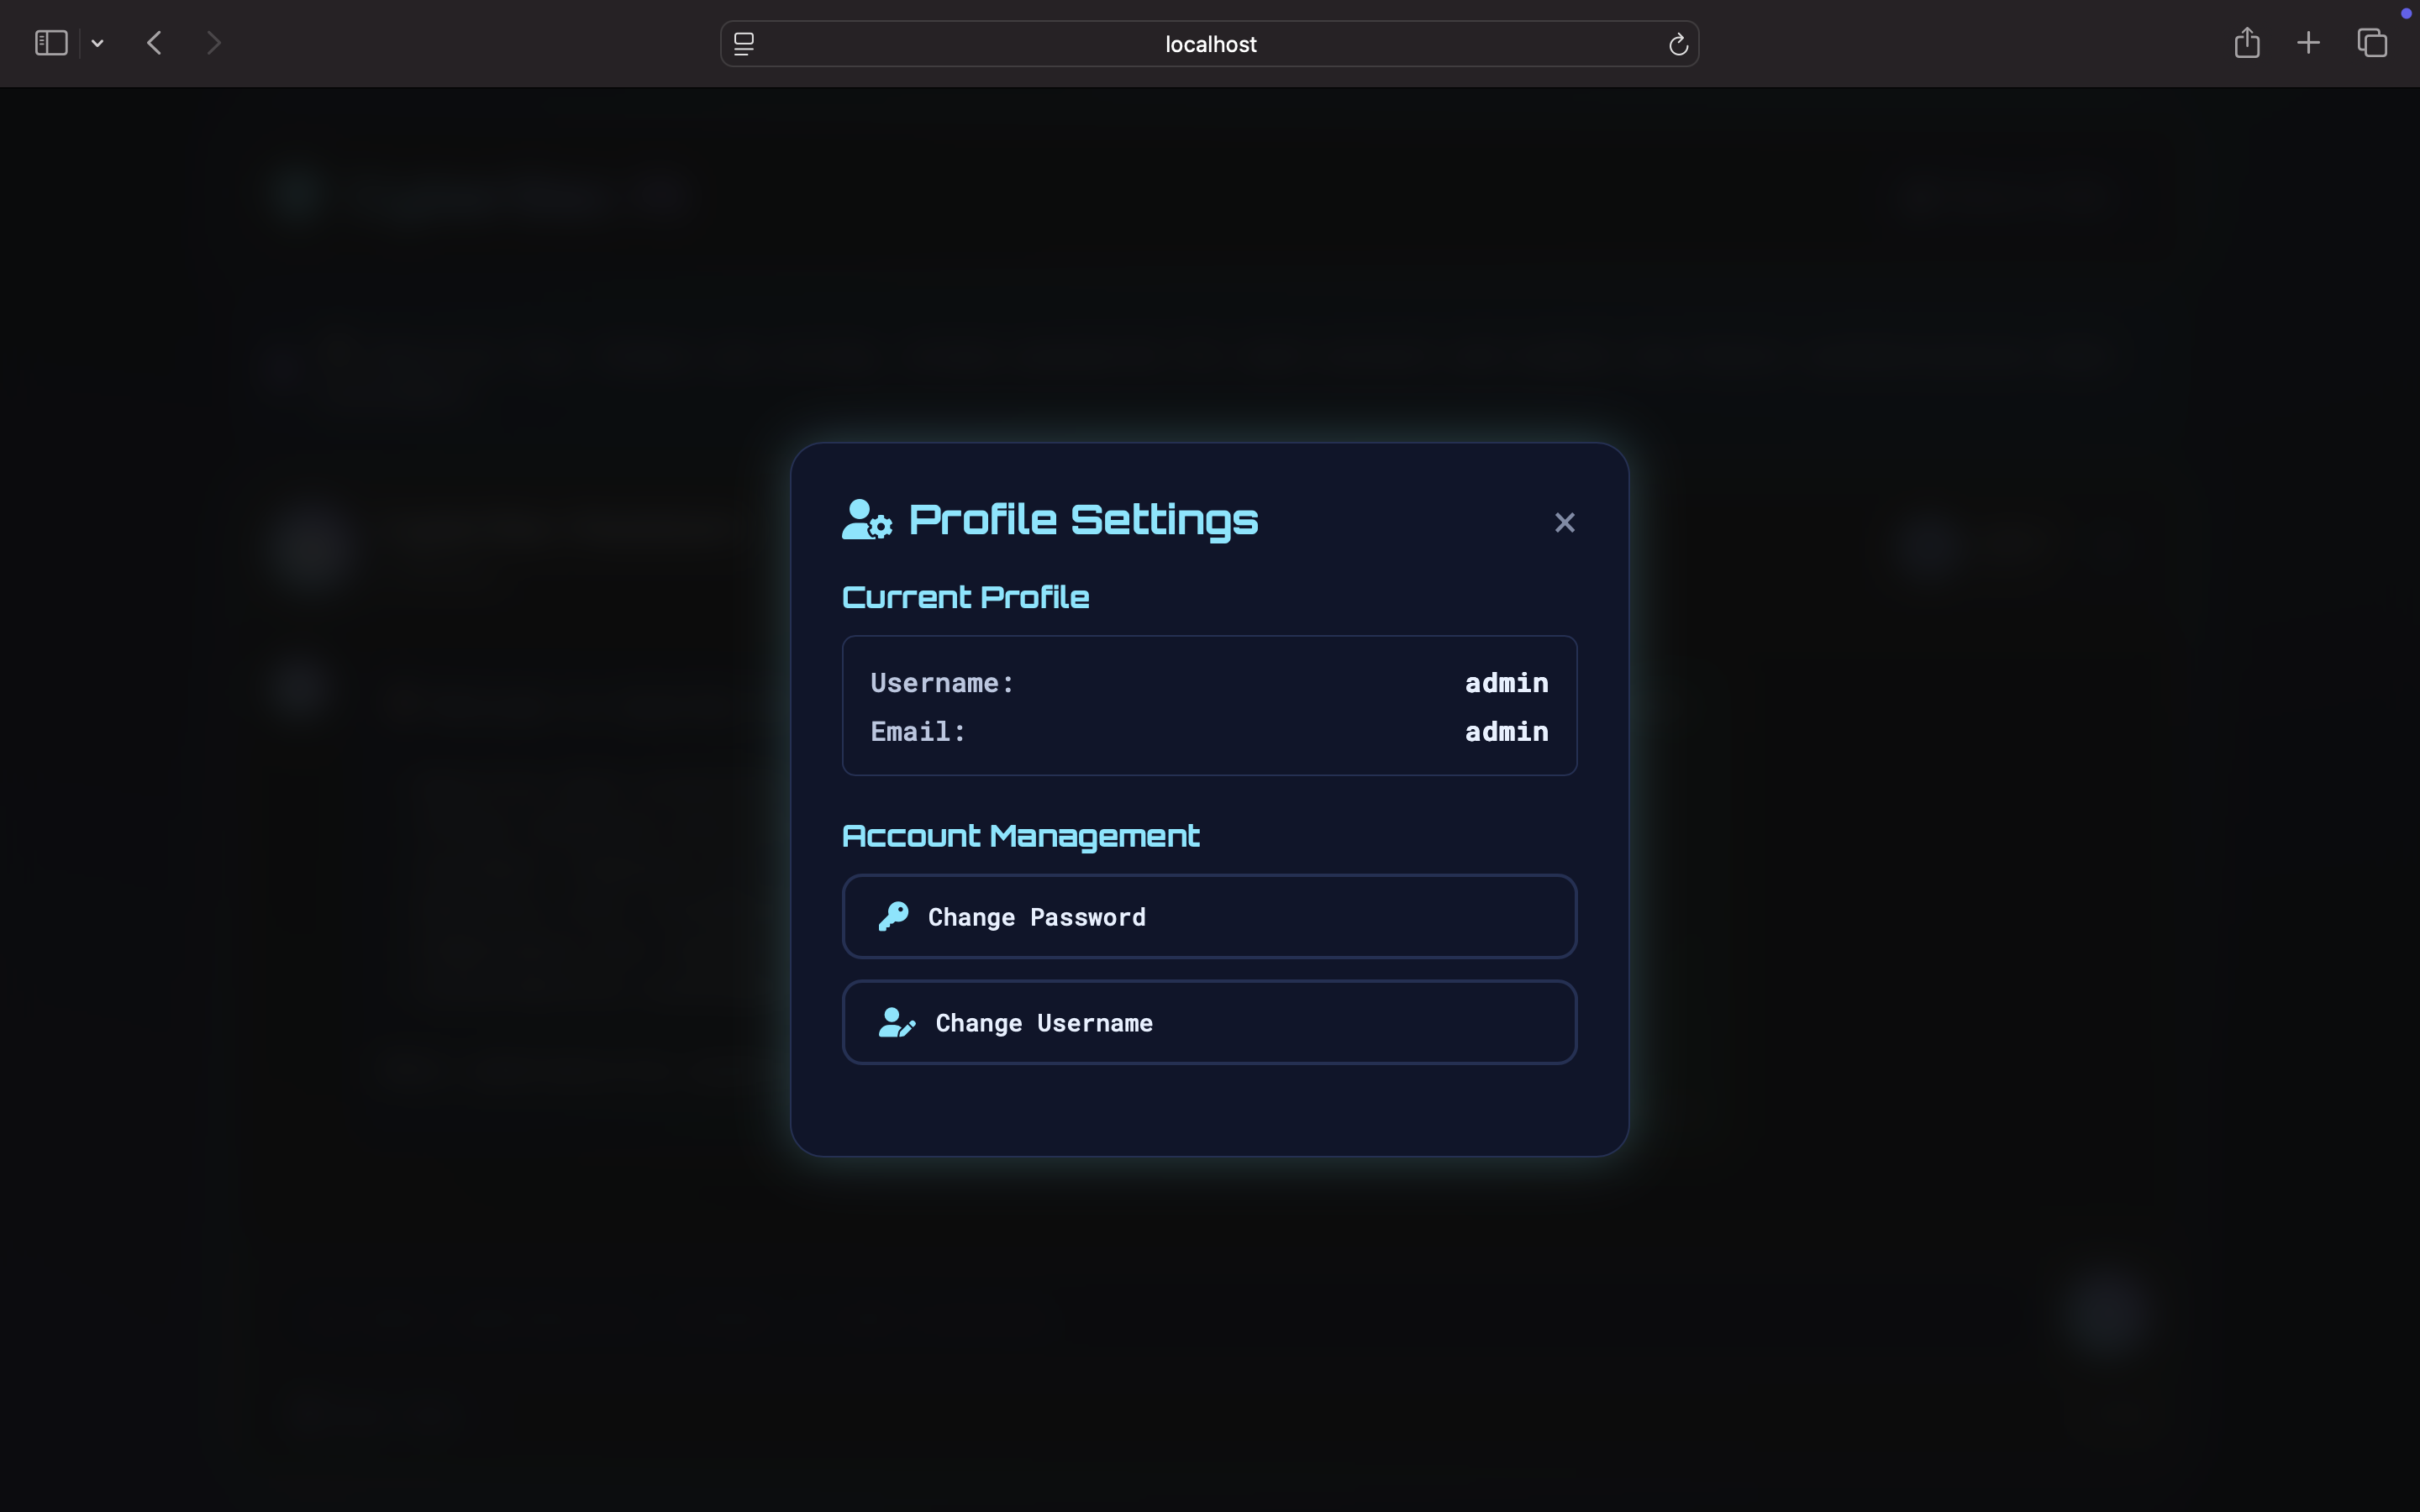 localhost
Profile Settings
Current Profile
Username: admin
Email: admin
Account Management
Change Password
Change Username